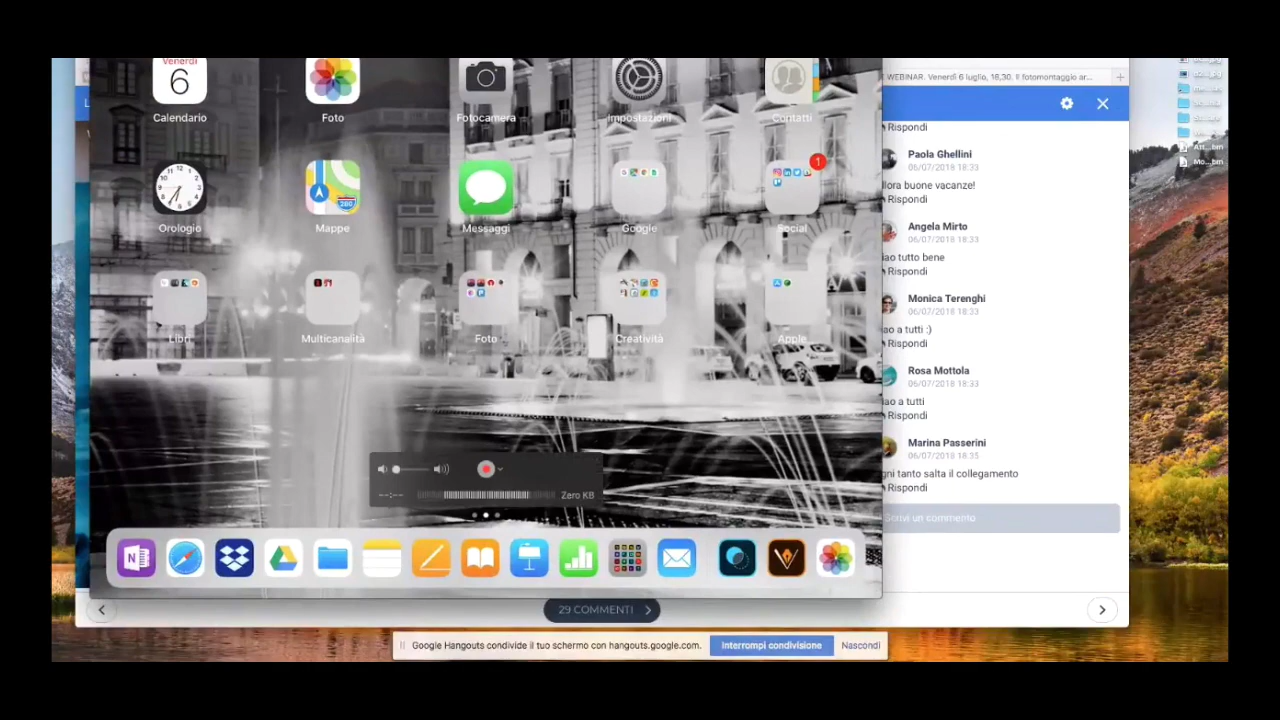 Venerdì
6
Calendario
Foto
Fotocamera
Impostazioni
Contatti
Orologio
280
Mappe
Messaggi
Google
1
Social
Libri
Multicanalità
Foto
Creatività
Apple
--:--
Zero KB
N
WEBINAR. Venerdì 6 luglio, 18,30. Il fotomontaggio ar...
Rispondi
Paola Ghellini
06/07/2018 18:33
llora buone vacanze!
Rispondi
Angela Mirto
06/07/2018 18:33
iao tutto bene
Rispondi
Monica Terenghi
06/07/2018 18:33
ao a tutti :)
Rispondi
Rosa Mottola
06/07/2018 18:33
iao a tutti
Rispondi
Marina Passerini
06/07/2018 18:35
gni tanto salta il collegamento
Rispondi
Scrivi un commento
29 COMMENTI
Google Hangouts condivide il tuo schermo con hangouts.google.com.
Interrompi condivisione
Nascondi